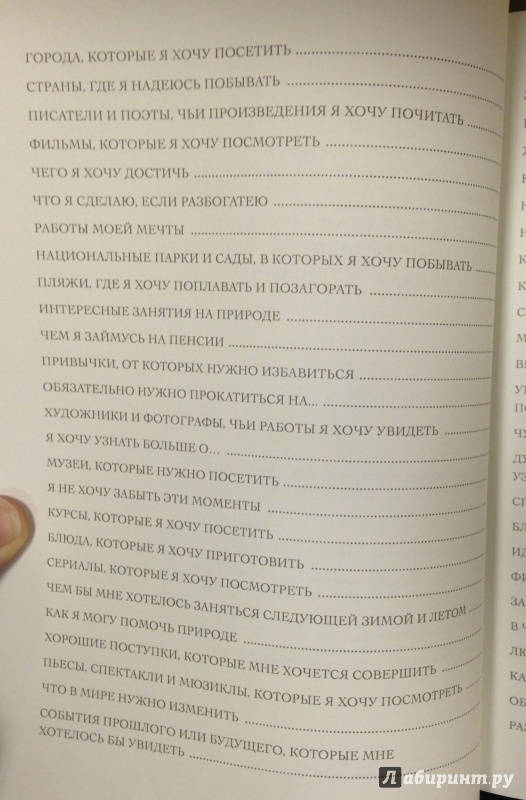 ГОРОДА, КОТОРЫЕ Я ХОЧУ ПОСЕТИТЬ
СТРАНЫ, ГДЕ Я НАДЕЮСЬ ПОБЫВАТЬ
ПИСАТЕЛИ И ПОЭТЫ, ЧЬИ ПРОИЗВЕДЕНИЯ Я ХОЧУ ПОЧИТАТЬ
ФИЛЬМЫ, КОТОРЫЕ Я ХОЧУ ПОСМОТРЕТЬ
ЧЕГО Я ХОЧУ ДОСТИЧЬ
ЧТО Я СДЕЛАЮ, ЕСЛИ РАЗБОГАТЕЮ
РАБОТЫ МОЕЙ МЕЧТЫ
НАЦИОНАЛЬНЫЕ ПАРКИ И САДЫ, В КОТОРЫХ Я ХОЧУ ПОБЫВАТЬ
ПЛЯЖИ, ГДЕ Я ХОЧУ ПОПЛАВАТЬ И ПОЗАГОРАТЬ
ИНТЕРЕСНЫЕ ЗАНЯТИЯ НА ПРИРОДЕ
ЧЕМ Я ЗАЙМУСЬ НА ПЕНСИИ
ПРИВЫЧКИ, ОТ КОТОРЫХ НУЖНО ИЗБАВИТЬСЯ
ОБЯЗАТЕЛЬНО НУЖНО ПРОКАТИТЬСЯ НА...
ХУДОЖНИКИ И ФОТОГРАФЫ, ЧЬИ РАБОТЫ Я ХОЧУ УВИДЕТЬ
Я ХОЧУ УЗНАТЬ БОЛЬШЕ О...
МУЗЕИ, КОТОРЫЕ НУЖНО ПОСЕТИТЬ
Я НЕ ХОЧУ ЗАБЫТЬ ЭТИ МОМЕНТЫ
КУРСЫ, КОТОРЫЕ Я ХОЧУ ПОСЕТИТЬ
БЛЮДА, КОТОРЫЕ Я ХОЧУ ПРИГОТОВИТЬ
СЕРИАЛЫ, КОТОРЫЕ Я ХОЧУ ПОСМОТРЕТЬ
ЧЕМ БЫ МНЕ ХОТЕЛОСЬ ЗАНЯТЬСЯ СЛЕДУЮЩЕЙ ЗИМОЙ И ЛЕТОМ
КАК Я МОГУ ПОМОЧЬ ПРИРОДЕ
ХОРОШИЕ ПОСТУПКИ, КОТОРЫЕ МНЕ ХОЧЕТСЯ СОВЕРШИТЬ
ПЬЕСЫ, СПЕКТАКЛИ И МЮЗИКЛЫ, КОТОРЫЕ Я ХОЧУ ПОСМОТРЕТЬ
ЧТО В МИРЕ НУЖНО ИЗМЕНИТЬ
СОБЫТИЯ ПРОШЛОГО ИЛИ БУДУЩЕГО, КОТОРЫЕ МНЕ
ХОТЕЛОСЬ БЫ УВИДЕТЬ
Лабиринт.ру